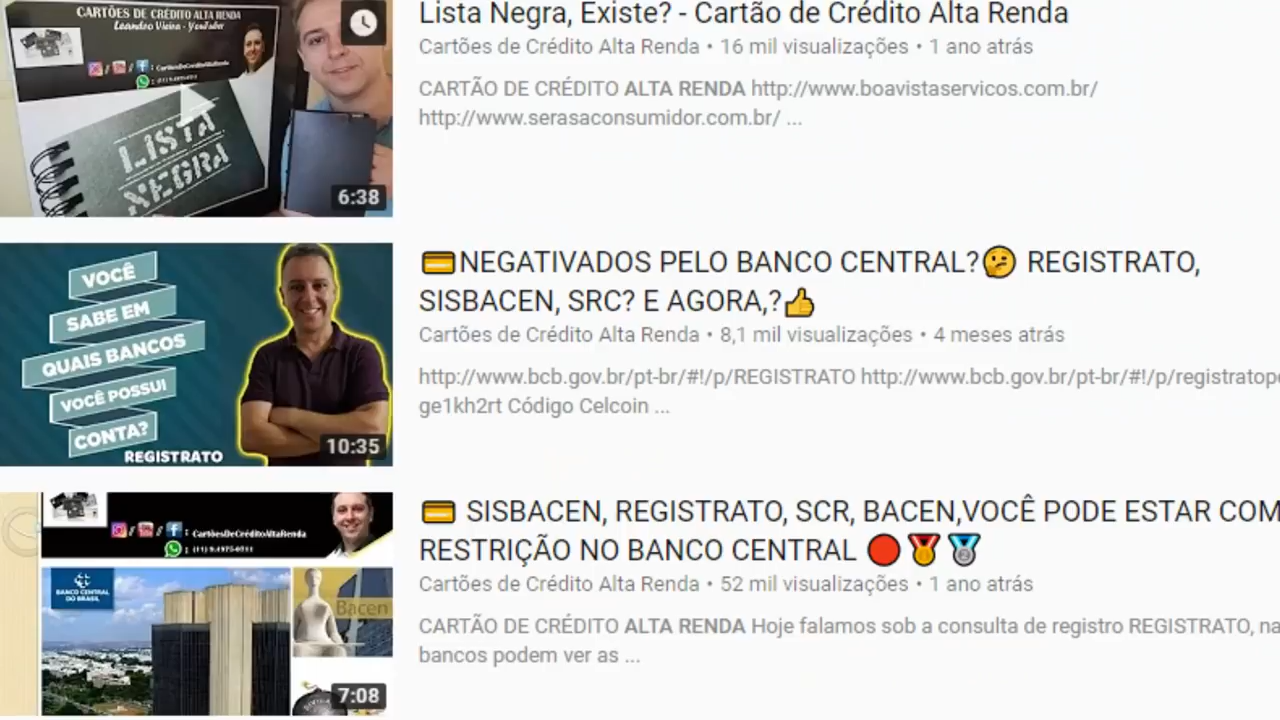 CARTÕES DE CRÉDITO ALTA RENDA
Leandro Vieira - YouTuber
CartõesDeCréditoAltaRenda
LISTA
NEGRA
6:38
Lista Negra, Existe? - Cartão de Crédito Alta Renda
Cartões de Crédito Alta Renda • 16 mil visualizações • 1 ano atrás
CARTÃO DE CRÉDITO ALTA RENDA http://www.boavistaservicos.com.br/
http://www.serasaconsumidor.com.br/ ...
VOCÊ
SABE EM
QUAIS BANCOS
VOCÊ POSSUI
CONTA?
REGISTRATO
10:35
💳NEGATIVADOS PELO BANCO CENTRAL?🤔 REGISTRATO,
SISBACEN, SRC? E AGORA,?👍
Cartões de Crédito Alta Renda • 8,1 mil visualizações • 4 meses atrás
http://www.bcb.gov.br/pt-br/#!/p/REGISTRATO http://www.bcb.gov.br/pt-br/#!/p/registratope
ge1kh2rt Código Celcoin ...
CartõesDeCréditoAltaRenda
BANCO CENTRAL
DO BRASIL
Bacen
7:08
💳 SISBACEN, REGISTRATO, SCR, BACEN,VOCÊ PODE ESTAR COM
RESTRIÇÃO NO BANCO CENTRAL 🔴🥇🥈
Cartões de Crédito Alta Renda • 52 mil visualizações • 1 ano atrás
CARTÃO DE CRÉDITO ALTA RENDA Hoje falamos sob a consulta de registro REGISTRATO, na
bancos podem ver as ...